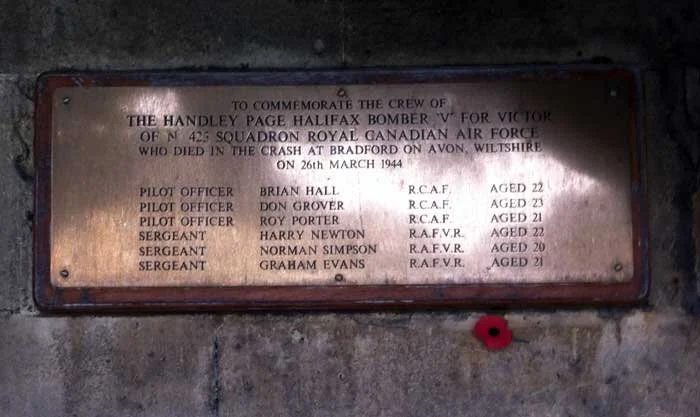 TO COMMEMORATE THE CREW OF
THE HANDLEY PAGE HALIFAX BOMBER "V" FOR VICTOR
OF No 425 SQUADRON ROYAL CANADIAN AIR FORCE
WHO DIED IN THE CRASH AT BRADFORD ON AVON, WILTSHIRE
ON 26th MARCH 1944
PILOT OFFICER BRIAN HALL R.C.A.F. AGED 22
PILOT OFFICER DON GROVER R.C.A.F. AGED 23
PILOT OFFICER ROY PORTER R.C.A.F. AGED 21
SERGEANT HARRY NEWTON R.A.F.V.R. AGED 22
SERGEANT NORMAN SIMPSON R.A.F.V.R. AGED 20
SERGEANT GRAHAM EVANS R.A.F.V.R. AGED 21